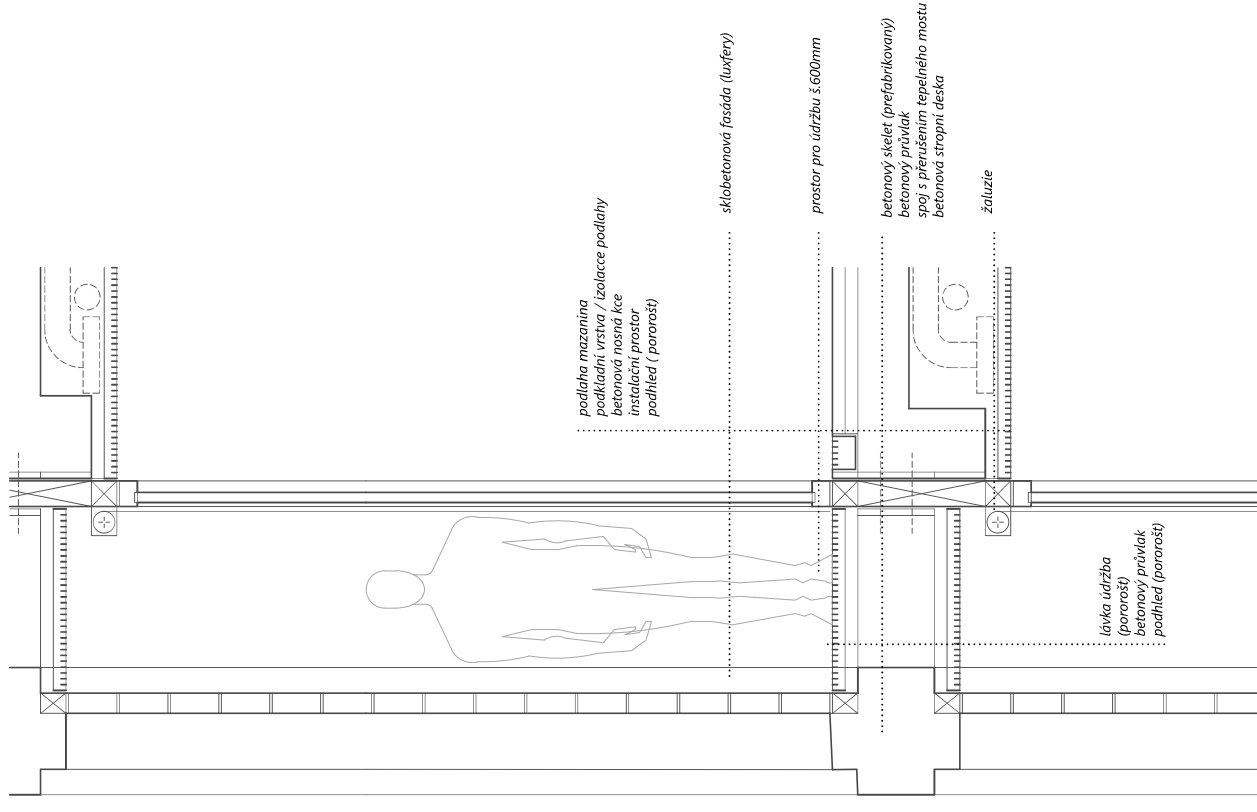 podlaha mazanina
podkladní vrstva / izolacce podlahy
betonová nosná kce
instalační prostor
podhled ( pororošt)
sklobetonová fasáda (luxfery)
prostor pro údržbu š.600mm
betonový skelet (prefabrikovaný)
betonový průvlak
spoj s přerušením tepelného mostu
betonová stropní deska
žaluzie
lávka údržba
(pororošt)
betonový průvlak
podhled (pororošt)